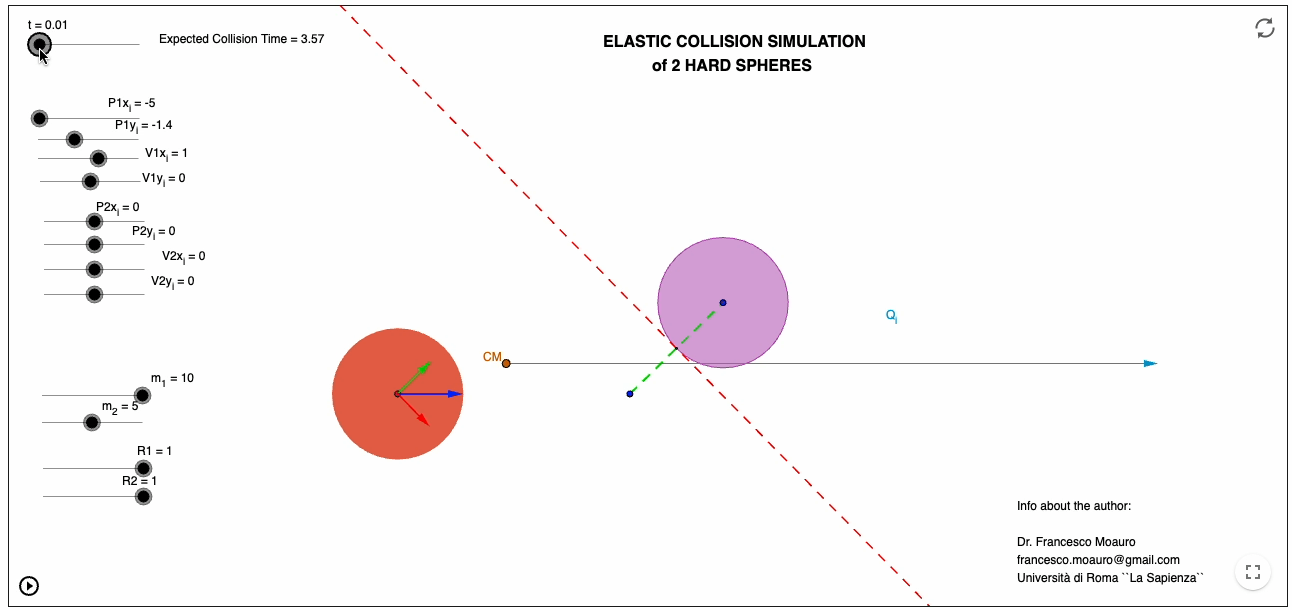 t = 0.01
Expected Collision Time = 3.57
ELASTIC COLLISION SIMULATION
of 2 HARD SPHERES
P1xᵢ = -5
P1yᵢ = -1.4
V1xᵢ = 1
V1yᵢ = 0
P2xᵢ = 0
P2yᵢ = 0
V2xᵢ = 0
V2yᵢ = 0
Qᵢ
CM
m₁ = 10
m₂ = 5
R1 = 1
R2 = 1
Info about the author:
Dr. Francesco Moauro
francesco.moauro@gmail.com
Università di Roma ``La Sapienza``